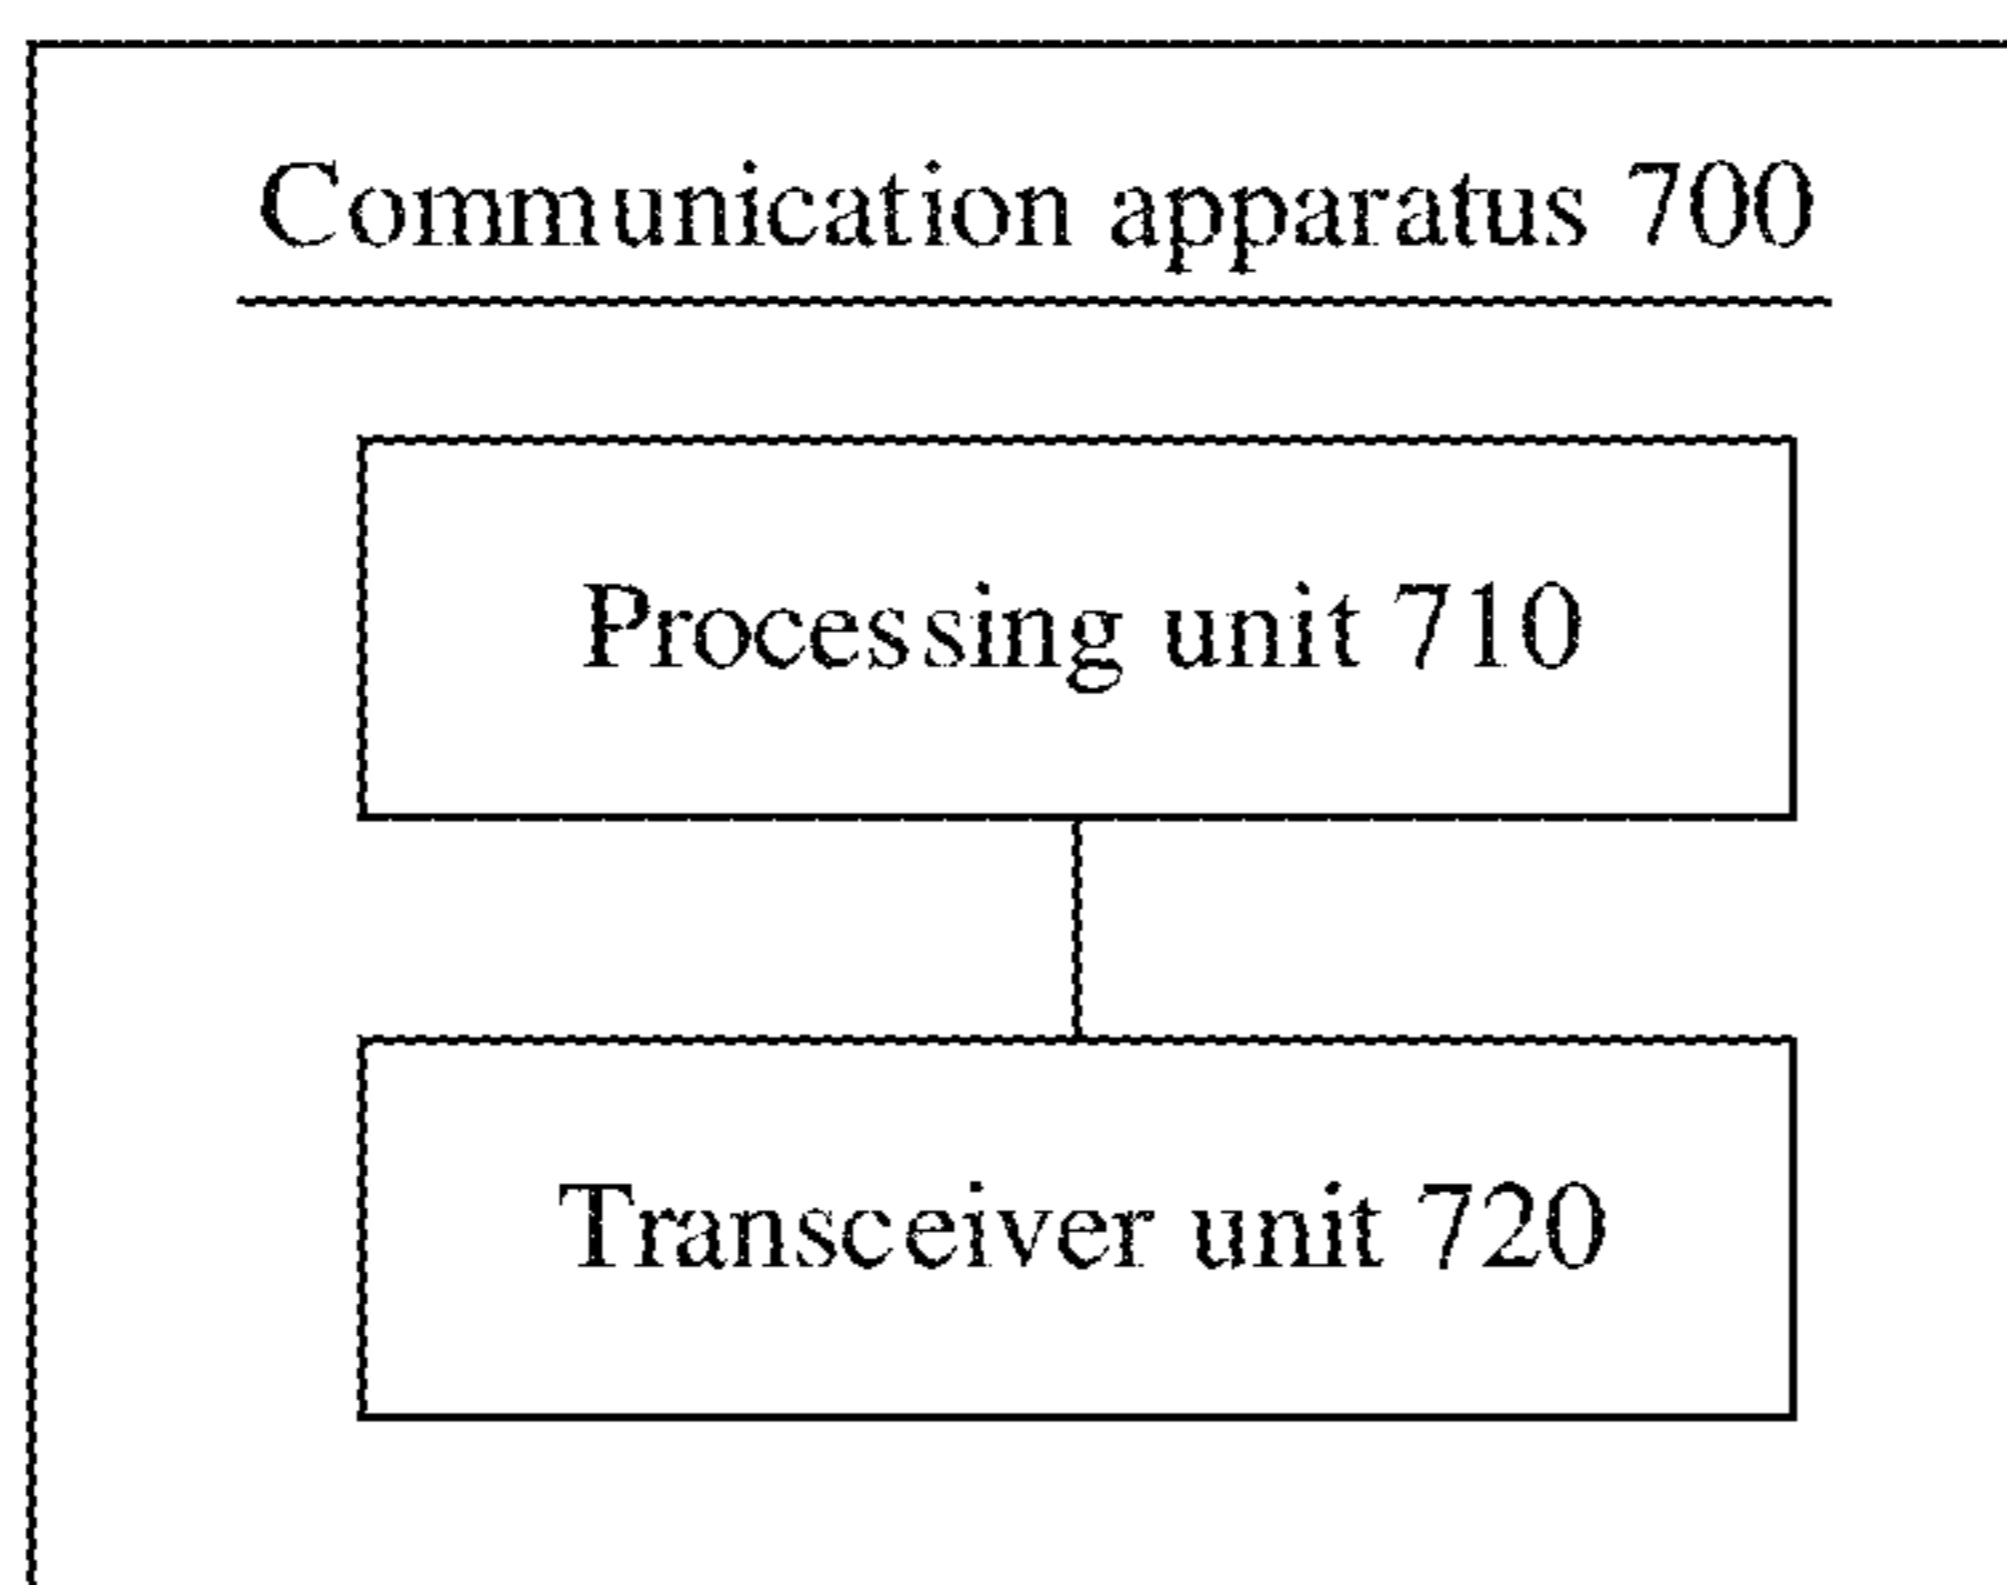 Communication apparatus 700
Processing unit 710
Transceiver unit 720